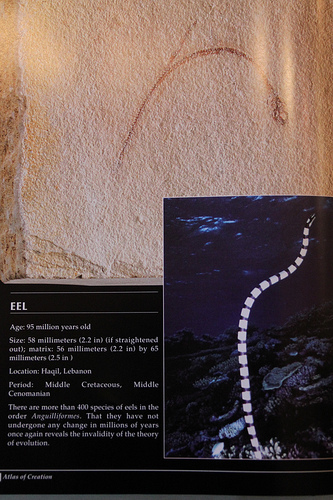 EEL
Age: 95 million years old
Size: 58 millimeters (2.2 in) (if straightened
out); matrix: 56 millimeters (2.2 in) by 65
millimeters (2.5 in )
Location: Haqil, Lebanon
Period: Middle Cretaceous, Middle
Cenomanian
There are more than 400 species of eels in the
order Anguilliformes. That they have not
undergone any change in millions of years
once again reveals the invalidity of the theory
of evolution.
Atlas of Creation